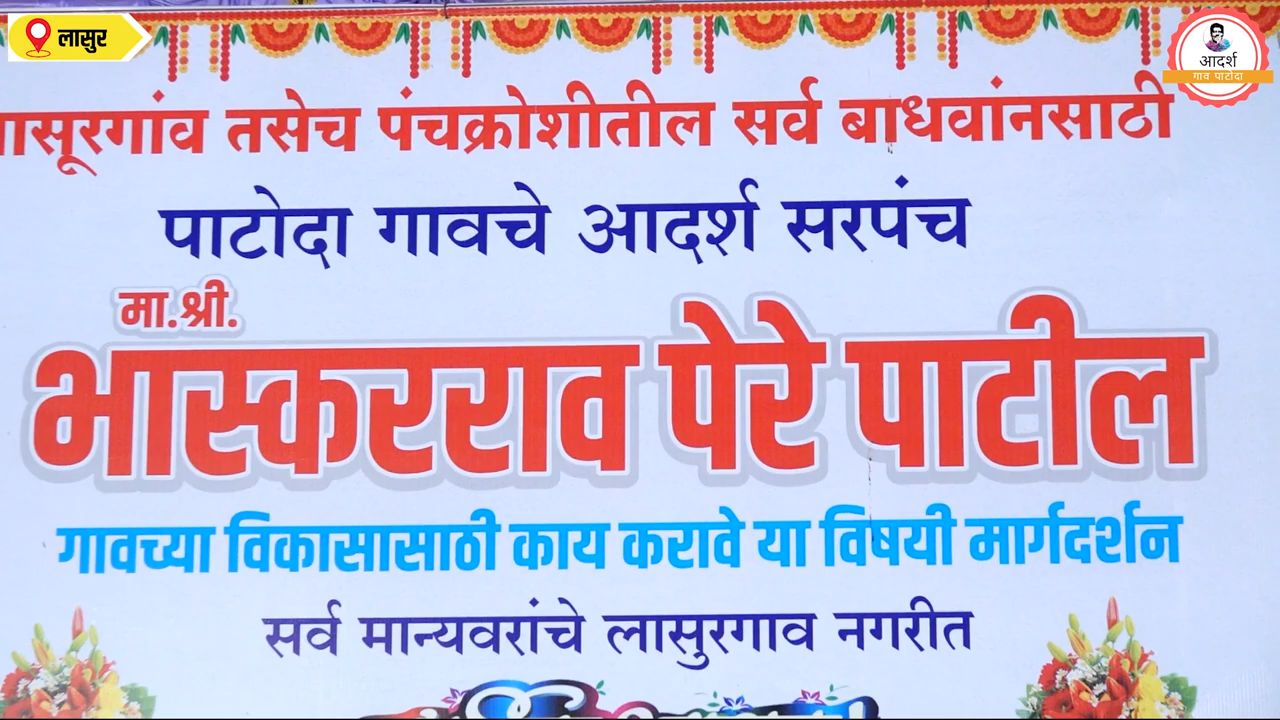 लासुर
आदर्श
गाव पाटोदा
तसेच पंचक्रोशीतील सर्व बाधवांनसाठी
पाटोदा गावचे आदर्श सरपंच
मा.श्री.
भास्करराव पेरे पाटील
गावच्या विकासासाठी काय करावे या विषयी मार्गदर्शन
सर्व मान्यवरांचे लासुरगाव नगरीत